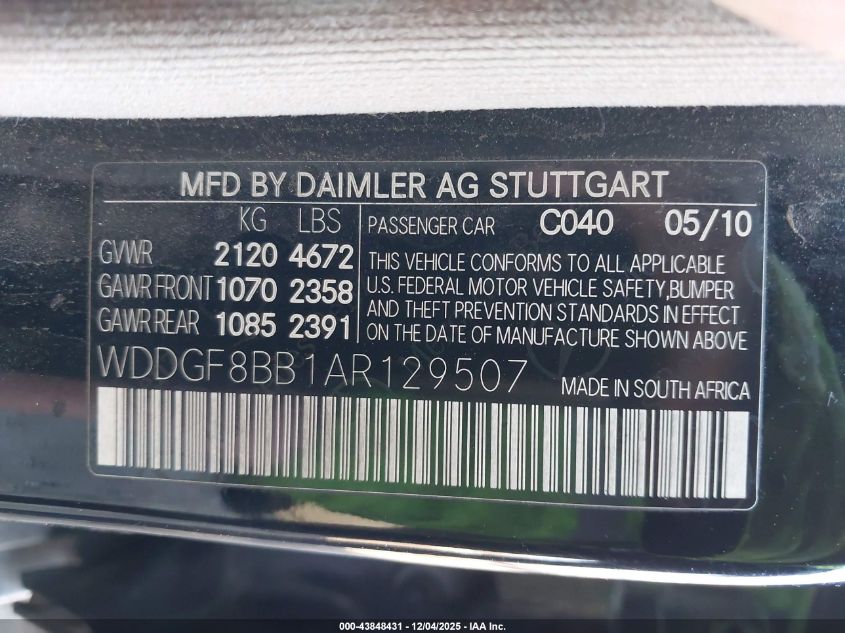 MFD BY DAIMLER AG STUTTGART
KG LBS
GVWR 2120 4672
GAWR FRONT 1070 2358
GAWR REAR 1085 2391
PASSENGER CAR C040 05/10
THIS VEHICLE CONFORMS TO ALL APPLICABLE
U.S. FEDERAL MOTOR VEHICLE SAFETY,BUMPER
AND THEFT PREVENTION STANDARDS IN EFFECT
ON THE DATE OF MANUFACTURE SHOWN ABOVE
WDDGF8BB1AR129507
MADE IN SOUTH AFRICA
000-43848431 - 12/04/2025 - IAA Inc.